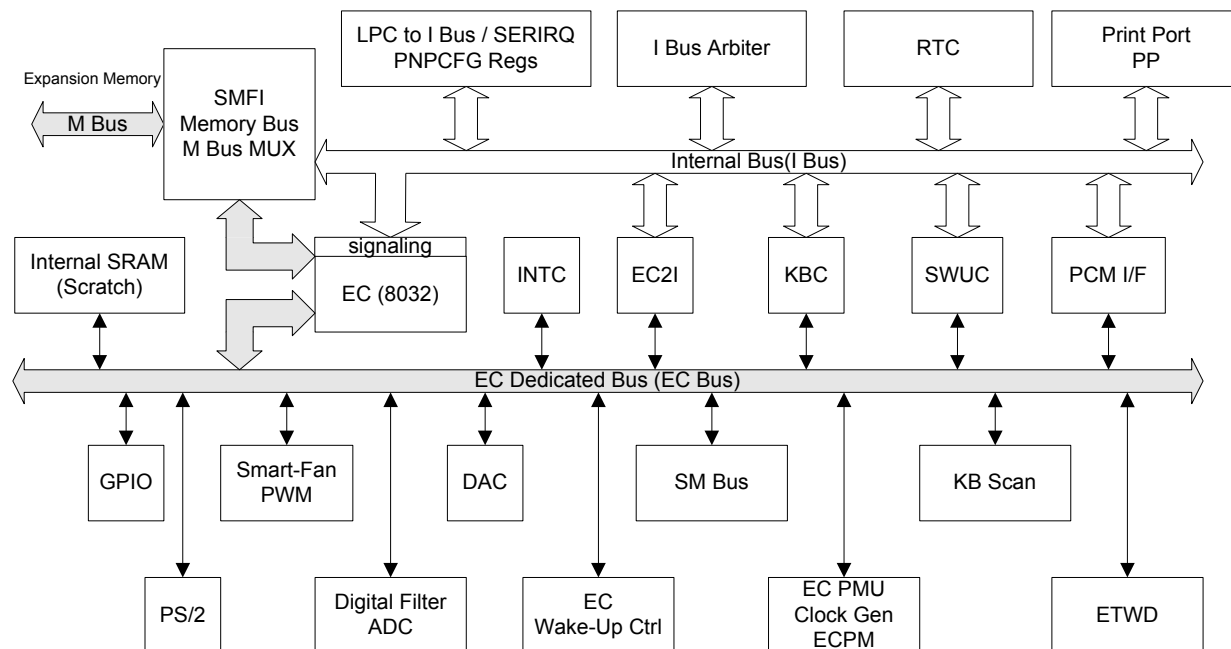 LPC to I Bus / SERIRQ
PNPCFG Regs
I Bus Arbiter
RTC
Print Port
PP
Expansion Memory
M Bus
SMFI
Memory Bus
M Bus MUX
Internal Bus(I Bus)
Internal SRAM
(Scratch)
signaling
EC (8032)
INTC
EC2I
KBC
SWUC
PCM I/F
EC Dedicated Bus (EC Bus)
GPIO
Smart-Fan
PWM
DAC
SM Bus
KB Scan
PS/2
Digital Filter
ADC
EC
Wake-Up Ctrl
EC PMU
Clock Gen
ECPM
ETWD